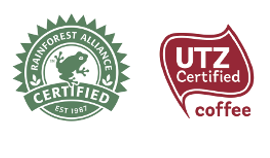 RAINFOREST ALLIANCE
CERTIFIED
EST 1987
UTZ
Certified
coffee